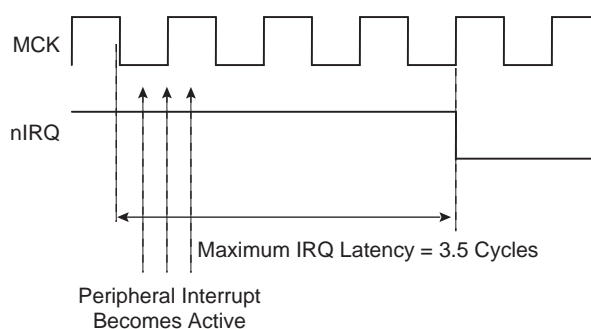 MCK
nIRQ
Maximum IRQ Latency = 3.5 Cycles
Peripheral Interrupt
Becomes Active